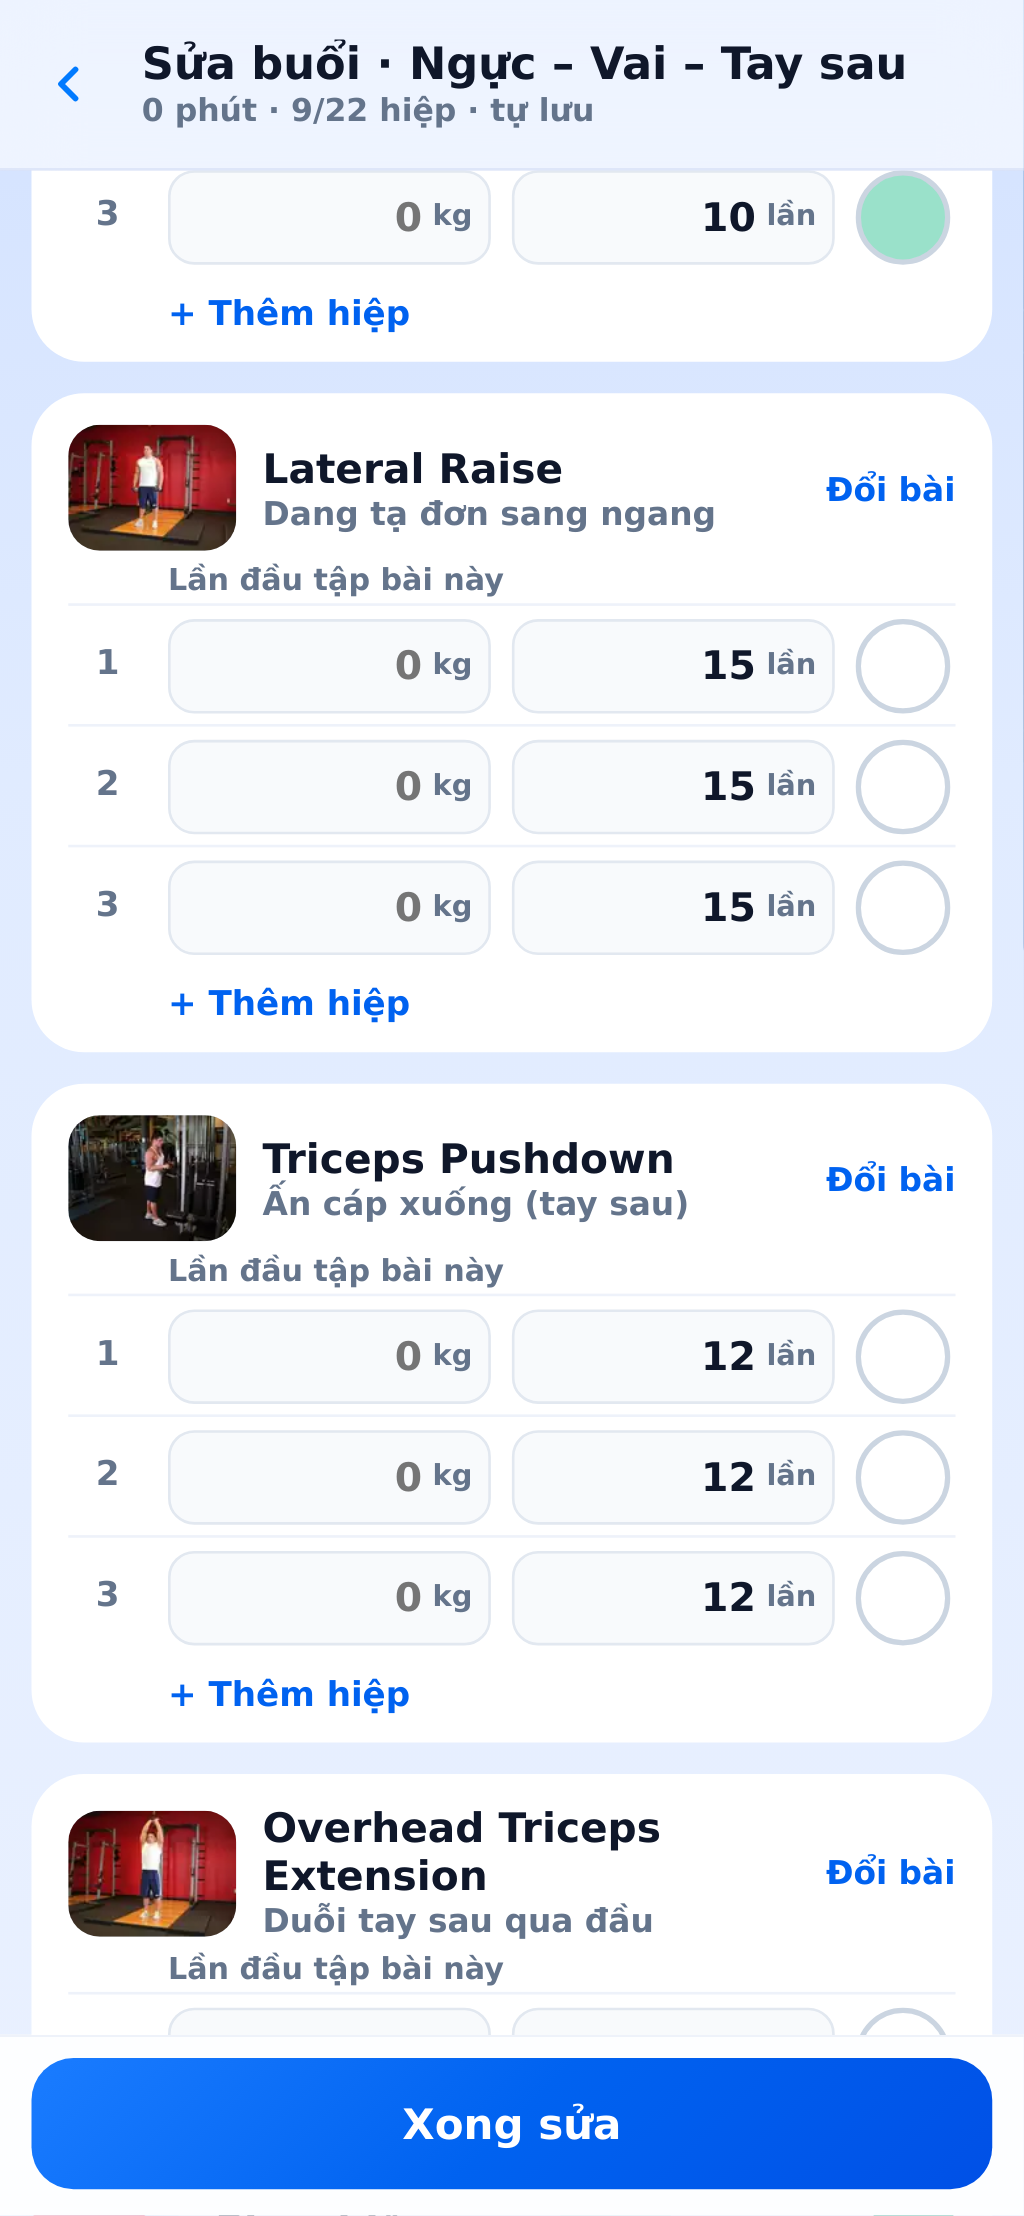 Sửa buổi · Ngực – Vai – Tay sau
0 phút · 9/22 hiệp · tự lưu
3 0 kg 10 lần
+ Thêm hiệp
Lateral Raise
Dang tạ đơn sang ngang
Đổi bài
Lần đầu tập bài này
1 0 kg 15 lần
2 0 kg 15 lần
3 0 kg 15 lần
+ Thêm hiệp
Triceps Pushdown
Ấn cáp xuống (tay sau)
Đổi bài
Lần đầu tập bài này
1 0 kg 12 lần
2 0 kg 12 lần
3 0 kg 12 lần
+ Thêm hiệp
Overhead Triceps
Extension
Duỗi tay sau qua đầu
Đổi bài
Lần đầu tập bài này
Xong sửa